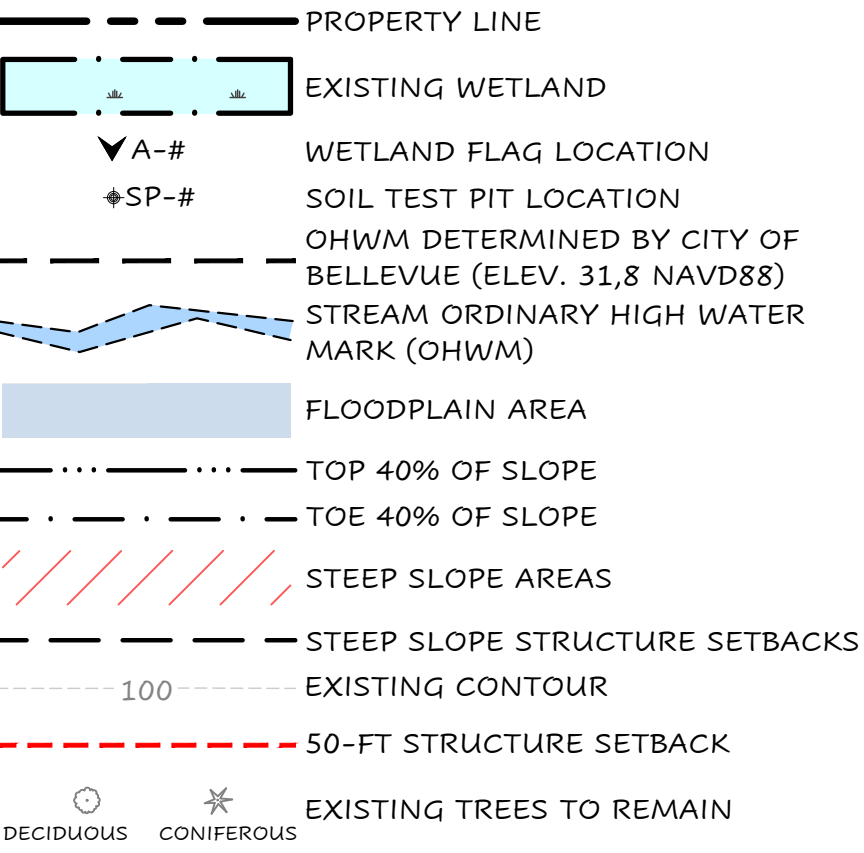 PROPERTY LINE
EXISTING WETLAND
A-# WETLAND FLAG LOCATION
SP-# SOIL TEST PIT LOCATION
OHWM DETERMINED BY CITY OF
BELLEVUE (ELEV. 31,8 NAVD88)
STREAM ORDINARY HIGH WATER
MARK (OHWM)
FLOODPLAIN AREA
TOP 40% OF SLOPE
TOE 40% OF SLOPE
STEEP SLOPE AREAS
STEEP SLOPE STRUCTURE SETBACKS
100 EXISTING CONTOUR
50-FT STRUCTURE SETBACK
EXISTING TREES TO REMAIN
DECIDUOUS CONIFEROUS